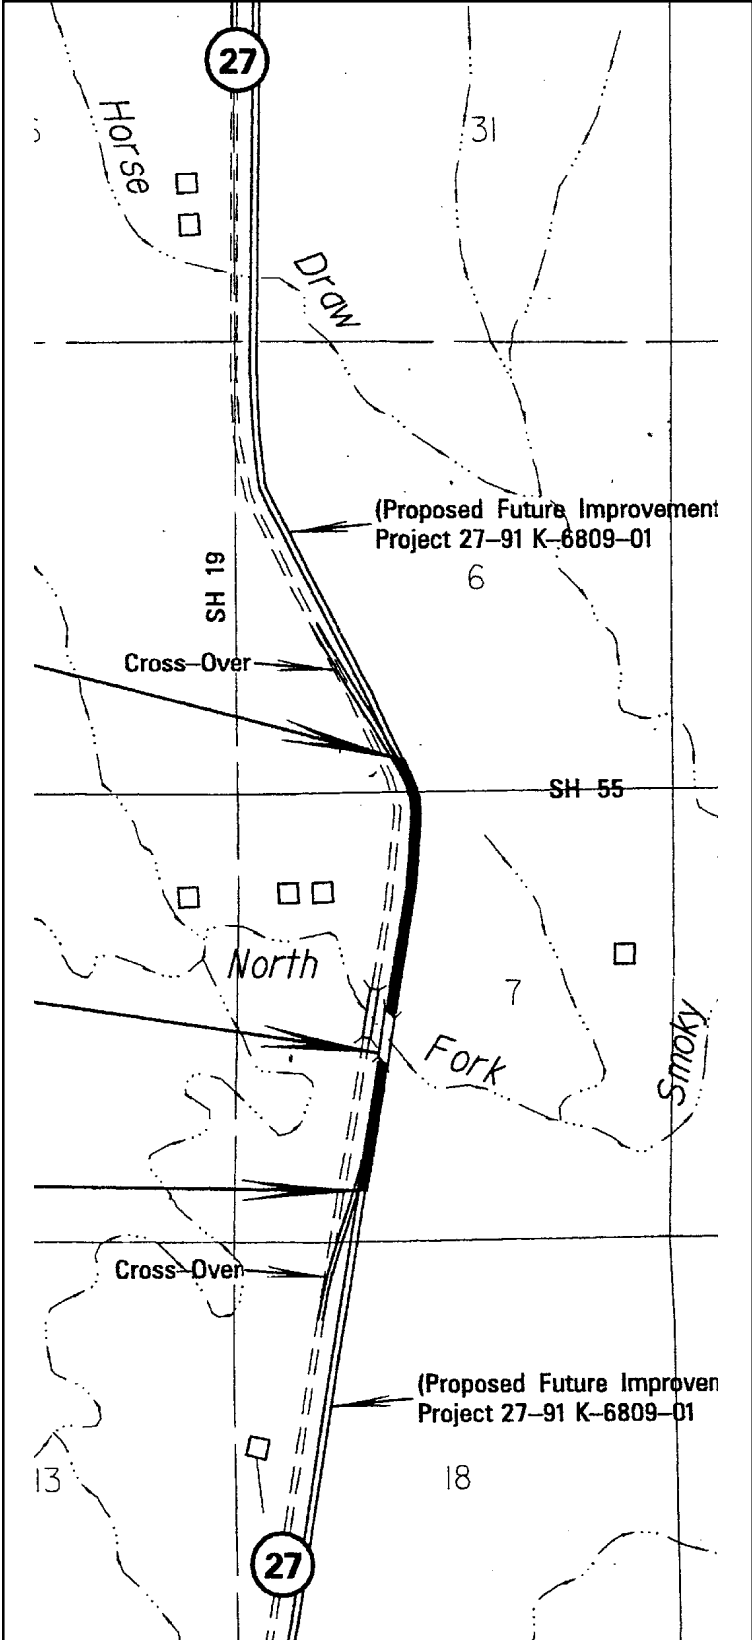 27
31
Horse
Draw
(Proposed Future Improvement
Project 27–91 K–6809–01
6
SH 19
Cross–Over
SH 55
North
7
Fork
Smoky
Cross–Over
(Proposed Future Improvem
Project 27–91 K–6809–01
13
18
27